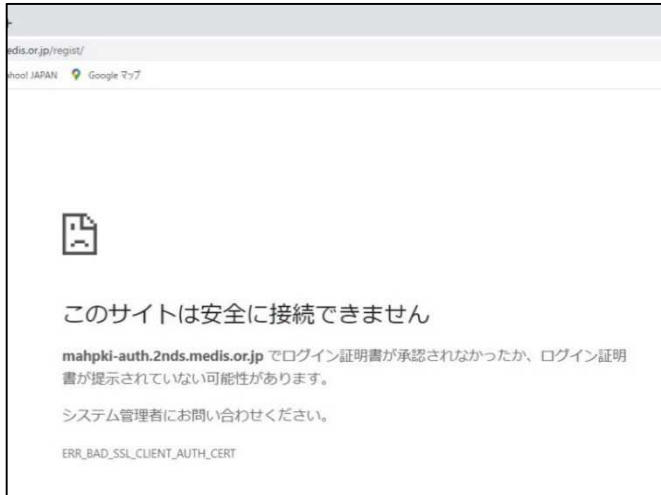 edis.or.jp/regist/
ahoo! JAPAN Google マップ
このサイトは安全に接続できません
mahpki-auth.2nds.medis.or.jp でログイン証明書が承認されなかったか、ログイン証明
書が提示されていない可能性があります。
システム管理者にお問い合わせください。
ERR_BAD_SSL_CLIENT_AUTH_CERT